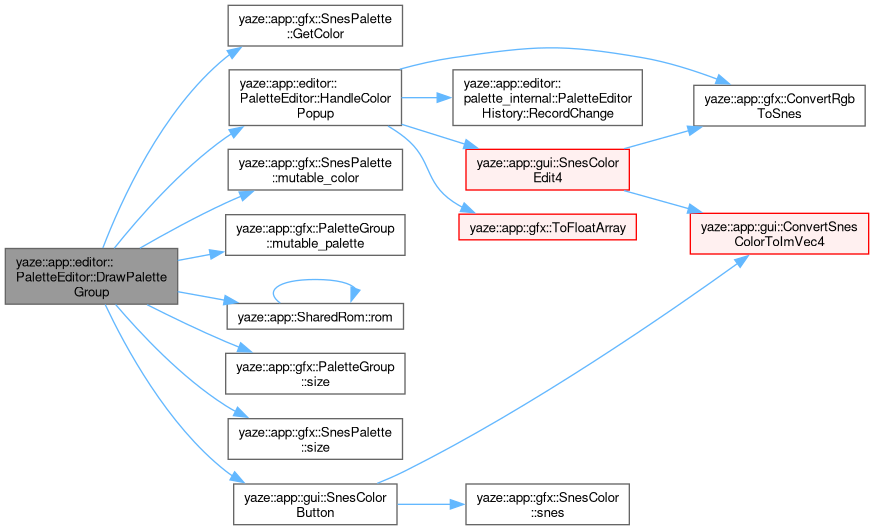 yaze::app::gfx::SnesPalette
::GetColor
yaze::app::editor::
PaletteEditor::HandleColor
Popup
yaze::app::editor::
palette_internal::PaletteEditor
History::RecordChange
yaze::app::gfx::ConvertRgb
ToSnes
yaze::app::gfx::SnesPalette
::mutable_color
yaze::app::gui::SnesColor
Edit4
yaze::app::gfx::PaletteGroup
::mutable_palette
yaze::app::gfx::ToFloatArray
yaze::app::gui::ConvertSnes
ColorToImVec4
yaze::app::editor::
PaletteEditor::DrawPalette
Group
yaze::app::SharedRom::rom
yaze::app::gfx::PaletteGroup
::size
yaze::app::gfx::SnesPalette
::size
yaze::app::gui::SnesColor
Button
yaze::app::gfx::SnesColor
::snes